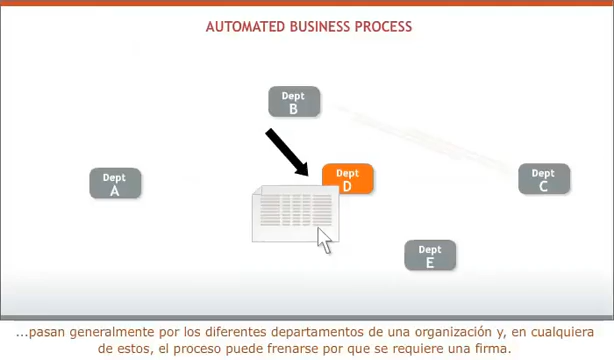 AUTOMATED BUSINESS PROCESS
Dept
B
Dept
A
Dept
D
Dept
C
Dept
E
...pasan generalmente por los diferentes departamentos de una organización y, en cualquiera
de estos, el proceso puede frenarse por que se requiere una firma.